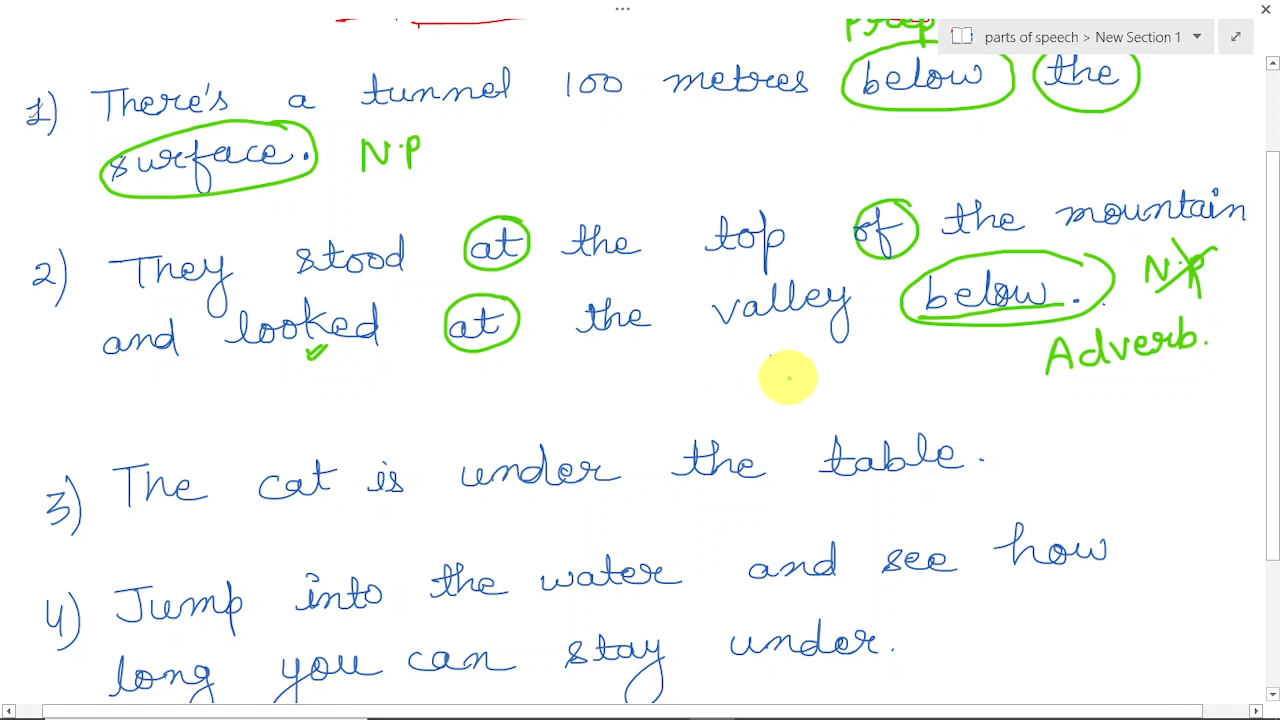 ...
prep
parts of speech > New Section 1
1) There's a tunnel 100 metres below the
surface. N.P
2) They stood at the top of the mountain
and looked at the valley below. N.P
Adverb.
3) The cat is under the table.
4) Jump into the water and see how
long you can stay under.